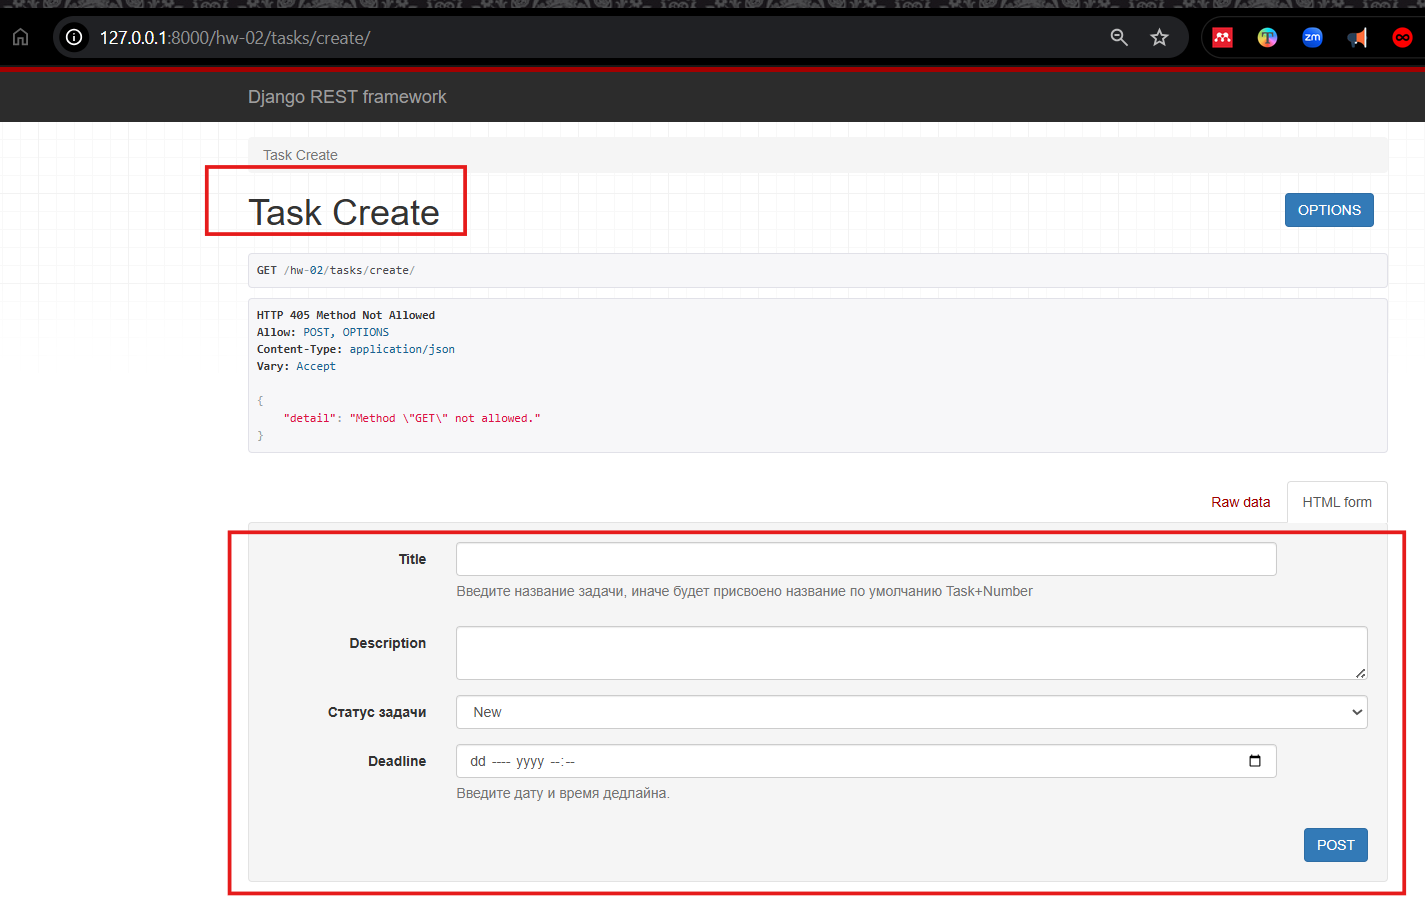 127.0.0.1:8000/hw-02/tasks/create/
T
zm
Django REST framework
Task Create
Task Create
OPTIONS
GET /hw-02/tasks/create/
HTTP 405 Method Not Allowed
Allow: POST, OPTIONS
Content-Type: application/json
Vary: Accept
{
    "detail": "Method \"GET\" not allowed."
}
Raw data
HTML form
Title
Введите название задачи, иначе будет присвоено название по умолчанию Task+Number
Description
Статус задачи
New
Deadline
dd ---- yyyy --:--
Введите дату и время дедлайна.
POST